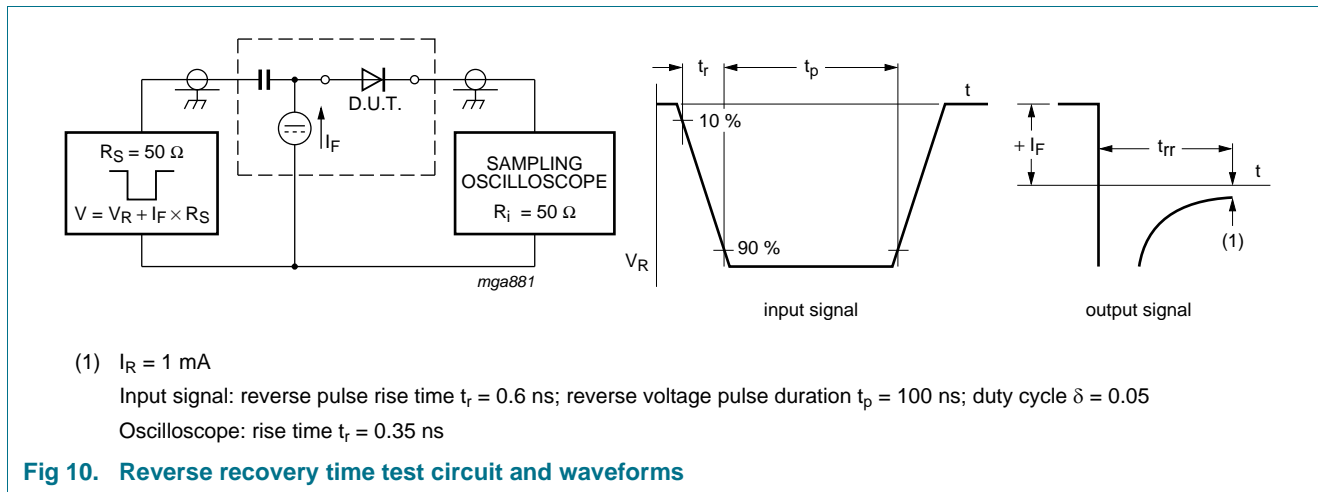 D.U.T.
I_F
R_S = 50 Ω
V = V_R + I_F × R_S
SAMPLING
OSCILLOSCOPE
R_i = 50 Ω
mga881
t_r
t_p
t
10 %
90 %
V_R
input signal
+ I_F
t_rr
t
(1)
output signal
(1) I_R = 1 mA
Input signal: reverse pulse rise time t_r = 0.6 ns; reverse voltage pulse duration t_p = 100 ns; duty cycle δ = 0.05
Oscilloscope: rise time t_r = 0.35 ns
Fig 10. Reverse recovery time test circuit and waveforms